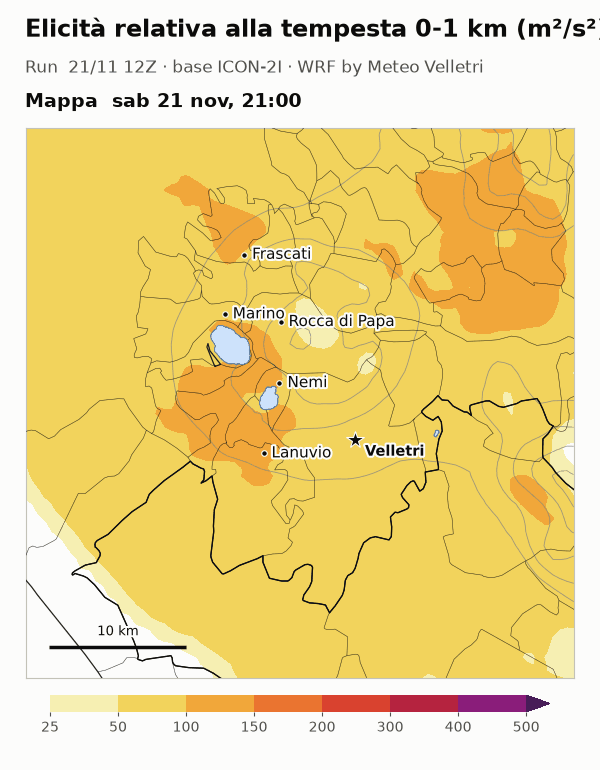 Elicità relativa alla tempesta 0-1 km (m²/s²)
Run 21/11 12Z · base ICON-2I · WRF by Meteo Velletri
Mappa sab 21 nov, 21:00
Frascati
Marino
Rocca di Papa
Nemi
Velletri
Lanuvio
10 km
25 50 100 150 200 300 400 500